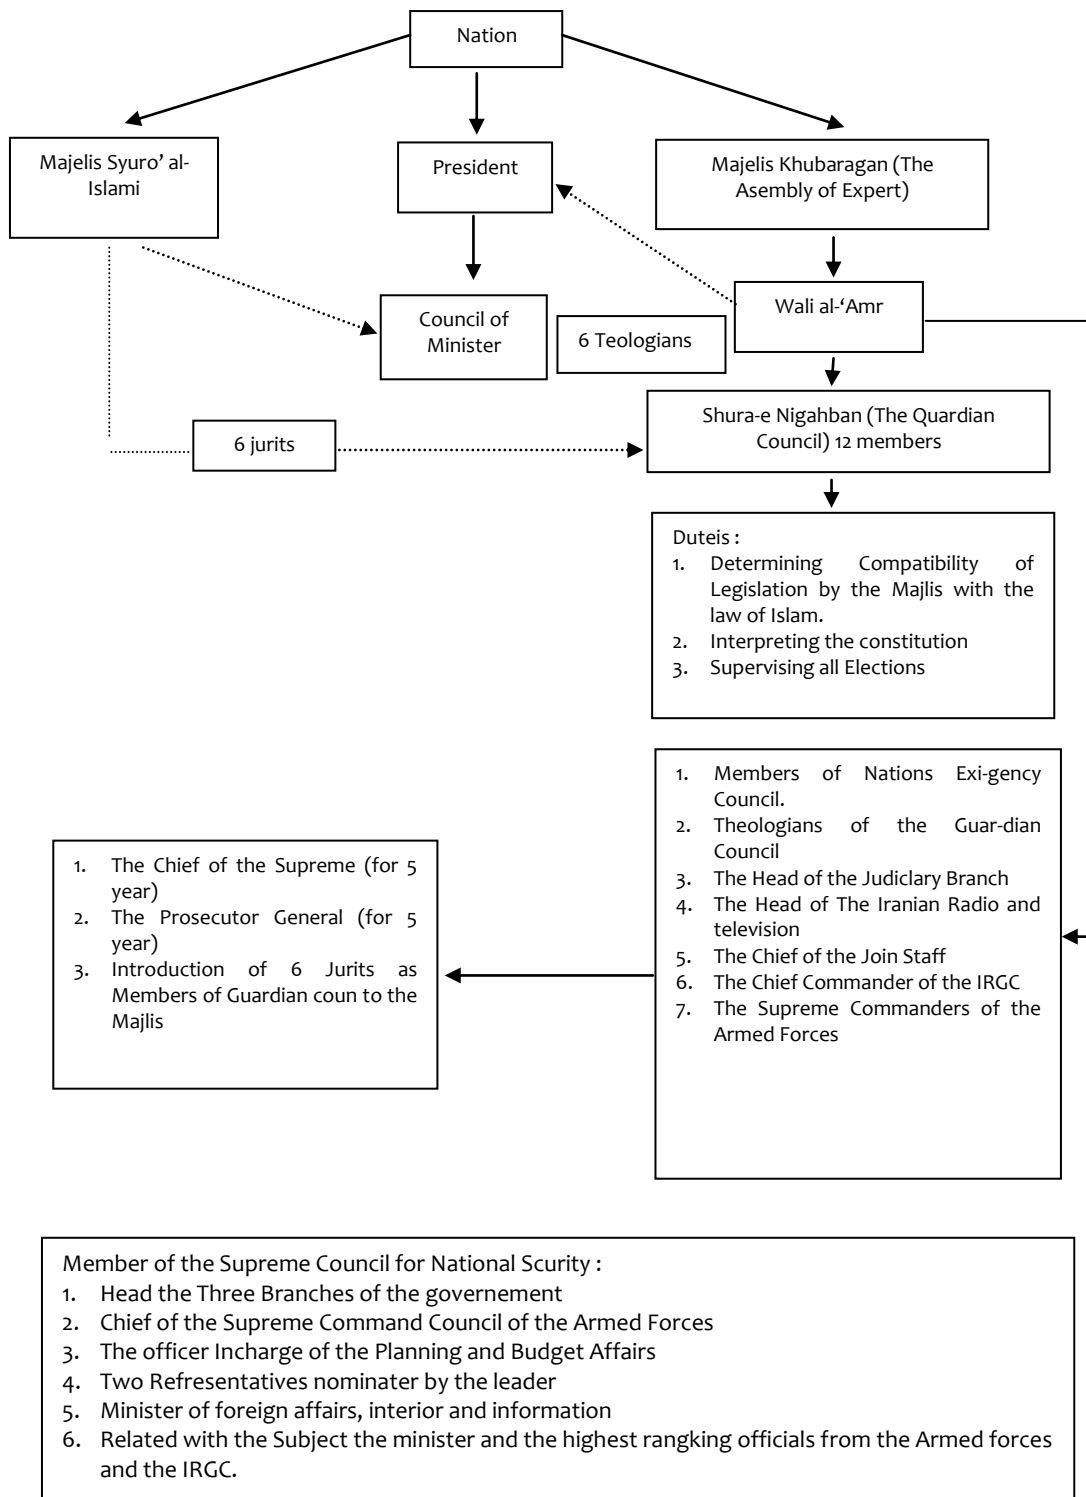 Nation
Majelis Syuro’ al-
Islami
President
Majelis Khubaragan (The
Asembly of Expert)
Council of
Minister
6 Teologians
Wali al-‘Amr
6 jurits
Shura-e Nigahban (The Quardian
Council) 12 members
Duteis :
1. Determining Compatibility of
Legislation by the Majlis with the
law of Islam.
2. Interpreting the constitution
3. Supervising all Elections
1. The Chief of the Supreme (for 5
year)
2. The Prosecutor General (for 5
year)
3. Introduction of 6 Jurits as
Members of Guardian coun to the
Majlis
1. Members of Nations Exi-gency
Council.
2. Theologians of the Guar-dian
Council
3. The Head of the Judiclary Branch
4. The Head of The Iranian Radio and
television
5. The Chief of the Join Staff
6. The Chief Commander of the IRGC
7. The Supreme Commanders of the
Armed Forces
Member of the Supreme Council for National Scurity :
1. Head the Three Branches of the governement
2. Chief of the Supreme Command Council of the Armed Forces
3. The officer Incharge of the Planning and Budget Affairs
4. Two Refresentatives nominater by the leader
5. Minister of foreign affairs, interior and information
6. Related with the Subject the minister and the highest rangking officials from the Armed forces
and the IRGC.